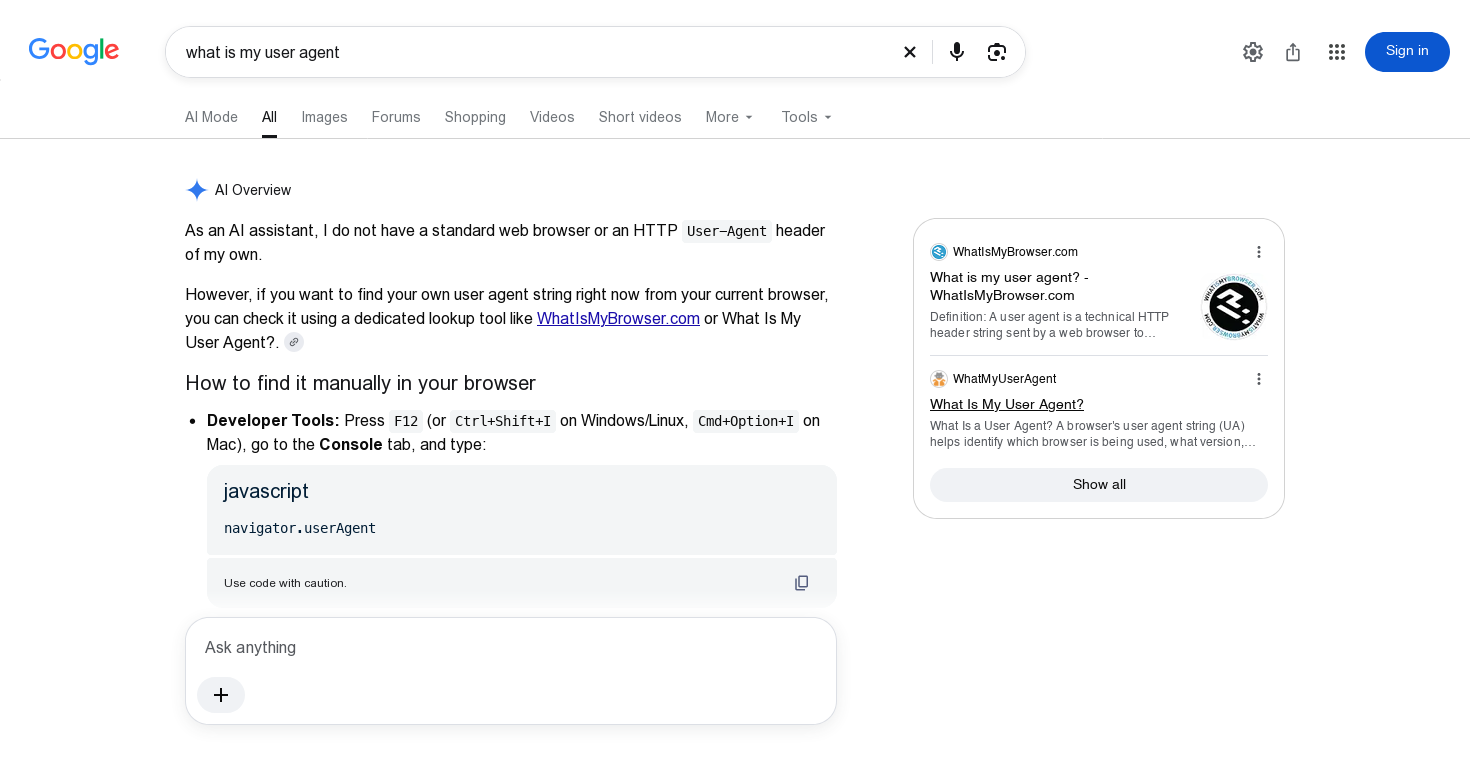 Google
what is my user agent
Sign in
AI Mode
All
Images
Forums
Shopping
Videos
Short videos
More
Tools
AI Overview
As an AI assistant, I do not have a standard web browser or an HTTP User-Agent header
of my own.
However, if you want to find your own user agent string right now from your current browser,
you can check it using a dedicated lookup tool like WhatIsMyBrowser.com or What Is My
User Agent?.
How to find it manually in your browser
• Developer Tools: Press F12 (or Ctrl+Shift+I on Windows/Linux, Cmd+Option+I on
Mac), go to the Console tab, and type:
javascript
navigator.userAgent
Use code with caution.
Ask anything
WhatIsMyBrowser.com
What is my user agent? -
WhatIsMyBrowser.com
Definition: A user agent is a technical HTTP
header string sent by a web browser to…
WHATISMYBROWSER.COM
WHATISMYBROWSER.COM
WhatMyUserAgent
What Is My User Agent?
What Is a User Agent? A browser's user agent string (UA)
helps identify which browser is being used, what version,…
Show all